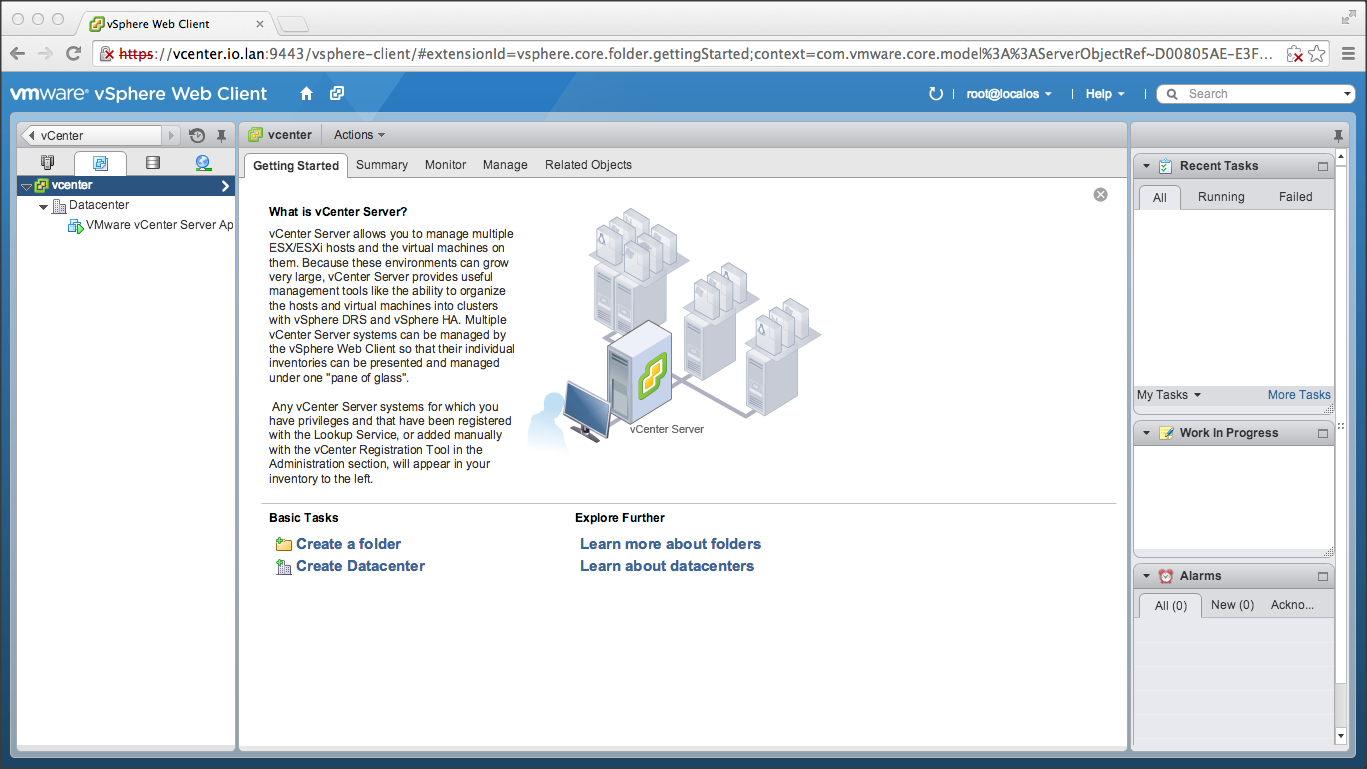 vSphere Web Client
https://vcenter.io.lan:9443/vsphere-client/#extensionId=vsphere.core.folder.gettingStarted;context=com.vmware.core.model%3A%3AServerObjectRef~D00805AE-E3F...
vmware® vSphere Web Client
root@localos
Help
Search
vCenter
vcenter
Actions
Getting Started
Summary
Monitor
Manage
Related Objects
vcenter
Datacenter
VMware vCenter Server Ap
What is vCenter Server?
vCenter Server allows you to manage multiple
ESX/ESXi hosts and the virtual machines on
them. Because these environments can grow
very large, vCenter Server provides useful
management tools like the ability to organize
the hosts and virtual machines into clusters
with vSphere DRS and vSphere HA. Multiple
vCenter Server systems can be managed by
the vSphere Web Client so that their individual
inventories can be presented and managed
under one "pane of glass".
Any vCenter Server systems for which you
have privileges and that have been registered
with the Lookup Service, or added manually
with the vCenter Registration Tool in the
Administration section, will appear in your
inventory to the left.
vCenter Server
Basic Tasks
Create a folder
Create Datacenter
Explore Further
Learn more about folders
Learn about datacenters
Recent Tasks
All
Running
Failed
My Tasks
More Tasks
Work In Progress
Alarms
All (0)
New (0)
Ackno...